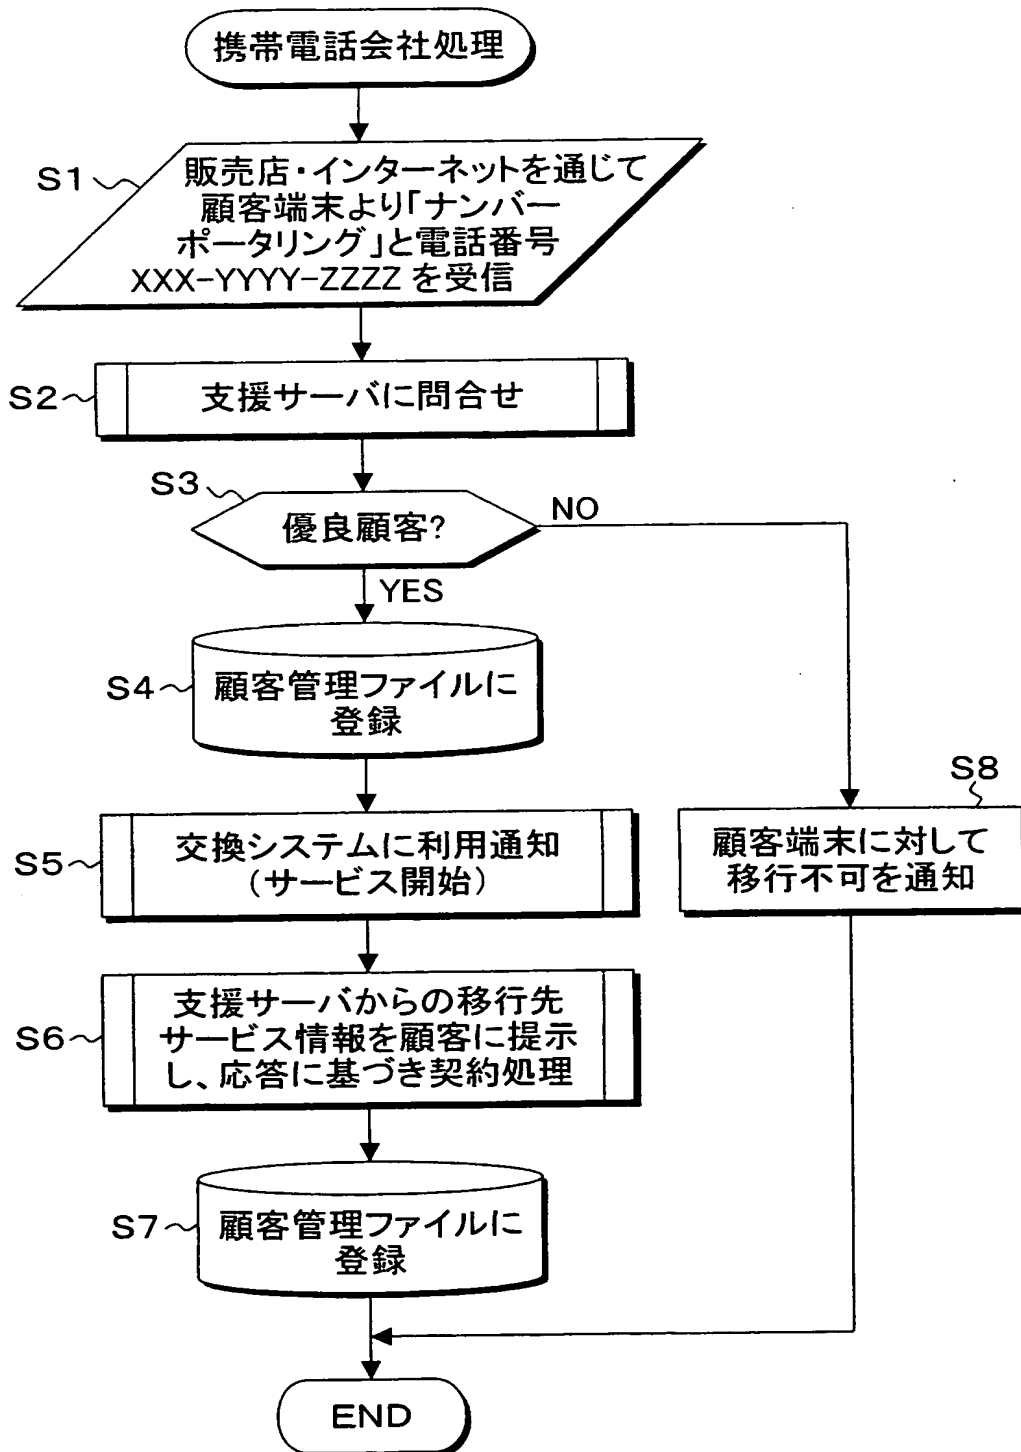 携帯電話会社処理
S1
販売店・インターネットを通じて
顧客端末より「ナンバー
ポータリング」と電話番号
XXX-YYYY-ZZZZ を受信
S2
支援サーバに問合せ
S3
優良顧客?
NO
YES
S4
顧客管理ファイルに
登録
S5
交換システムに利用通知
(サービス開始)
S8
顧客端末に対して
移行不可を通知
S6
支援サーバからの移行先
サービス情報を顧客に提示
し、応答に基づき契約処理
S7
顧客管理ファイルに
登録
END